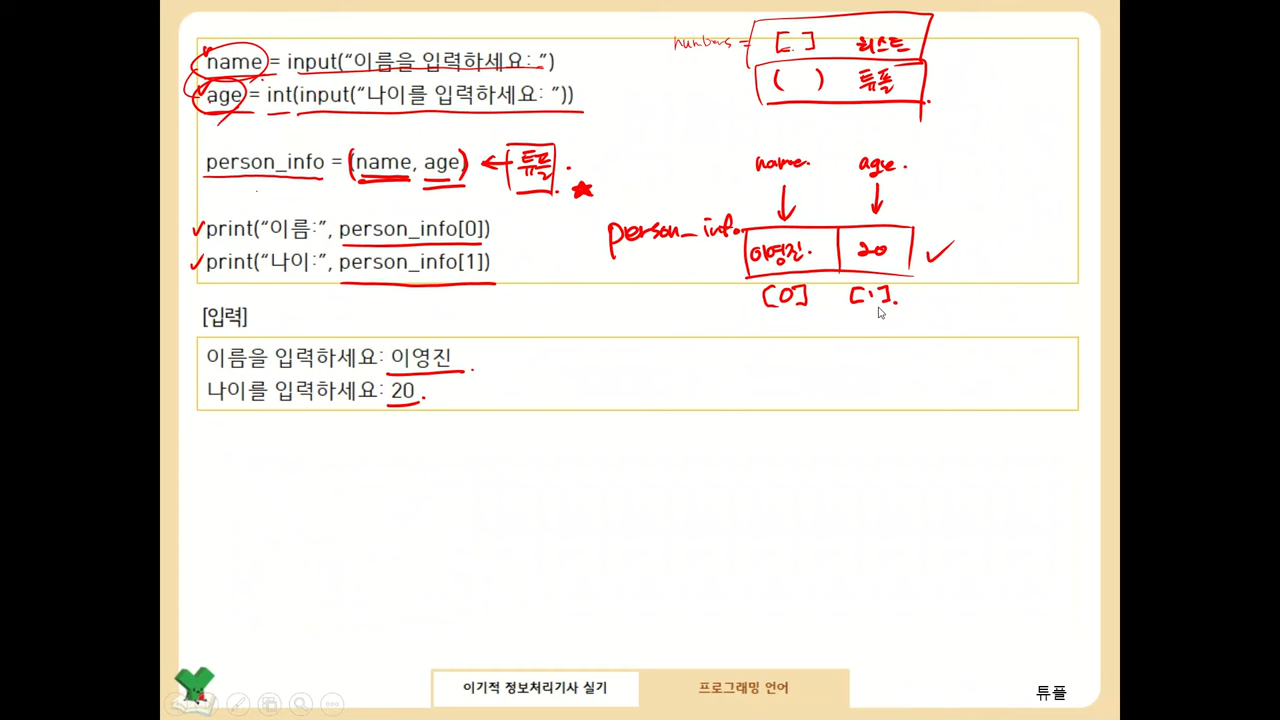 name = input(“이름을 입력하세요: ”)
age = int(input(“나이를 입력하세요: ”))
person_info = (name, age) ← 튜플
print(“이름:”, person_info[0])
print(“나이:”, person_info[1])
numbers = [ ] 리스트
( ) 튜플
name. age.
person_info. 이영진. 20
[0] [1].
[입력]
이름을 입력하세요: 이영진
나이를 입력하세요: 20
이기적 정보처리기사 실기
프로그래밍 언어
튜플